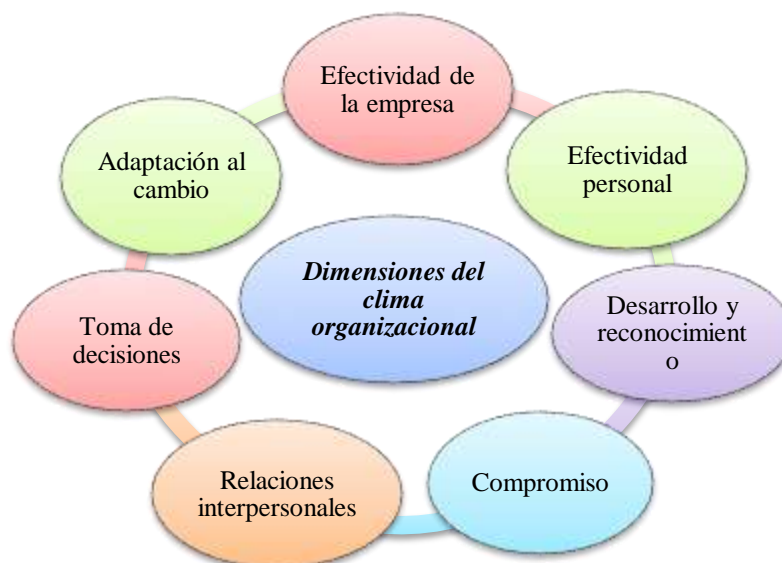 Efectividad de
la empresa
Efectividad
personal
Desarrollo y
reconocimient
o
Compromiso
Relaciones
interpersonales
Toma de
decisiones
Adaptación al
cambio
Dimensiones del
clima
organizacional